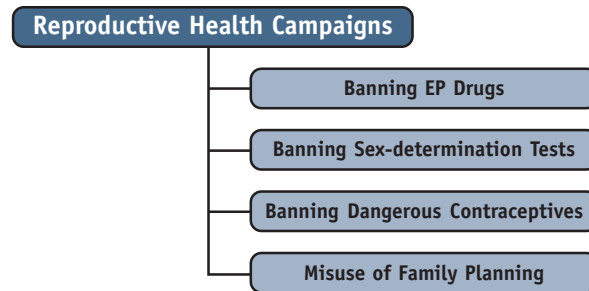 Reproductive Health Campaigns
Banning EP Drugs
Banning Sex-determination Tests
Banning Dangerous Contraceptives
Misuse of Family Planning